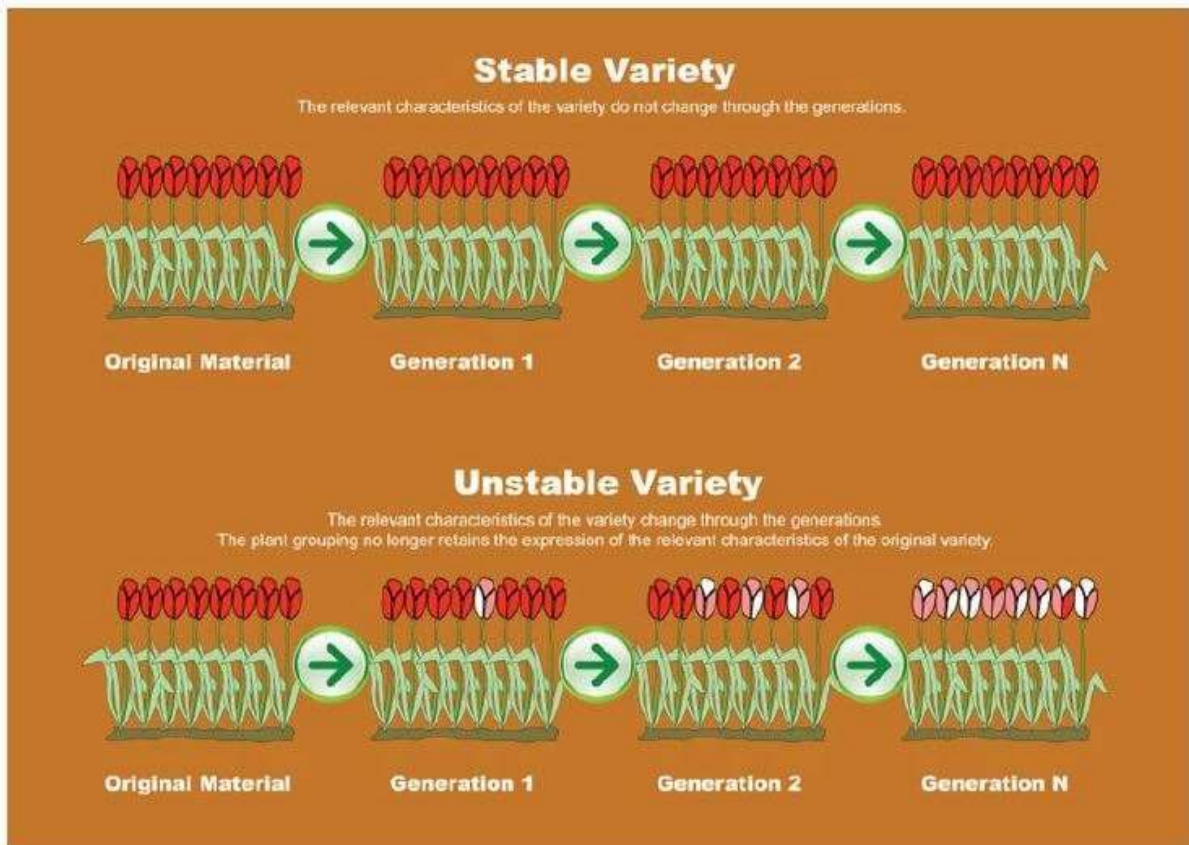 Stable Variety
The relevant characteristics of the variety do not change through the generations.
Original Material
Generation 1
Generation 2
Generation N
Unstable Variety
The relevant characteristics of the variety change through the generations.
The plant grouping no longer retains the expression of the relevant characteristics of the original variety.
Original Material
Generation 1
Generation 2
Generation N